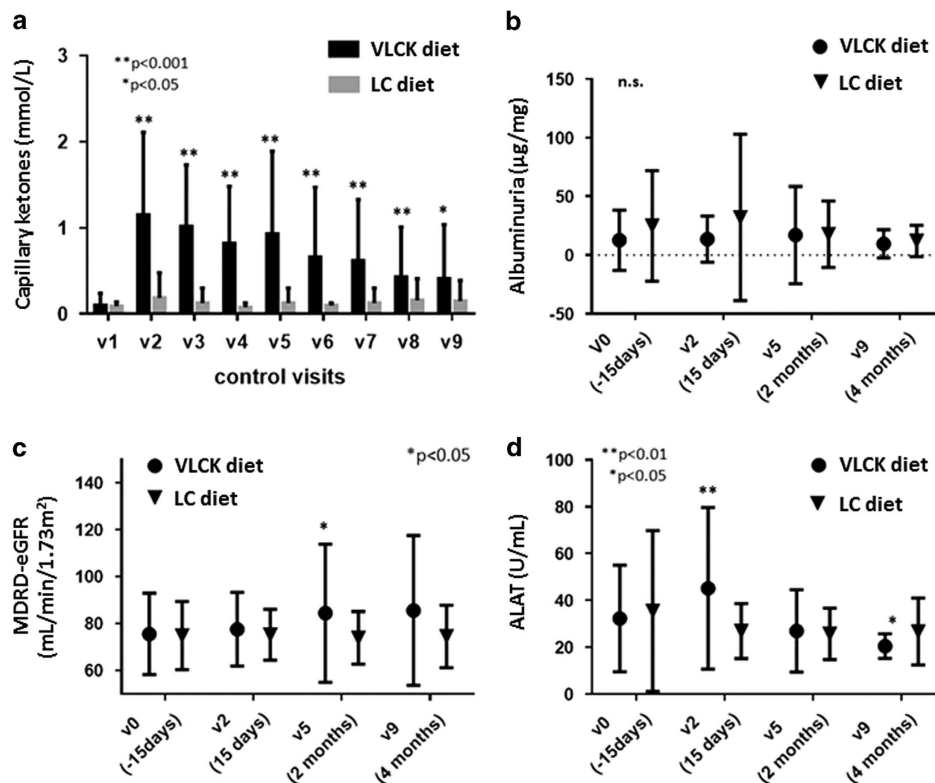 a
Capillary ketones (mmol/L)
3
2
1
0
**p<0.001
*p<0.05
VLCK diet
LC diet
**
**
**
**
**
**
**
*
v1 v2 v3 v4 v5 v6 v7 v8 v9
control visits
b
Albuminuria (µg/mg)
150
100
50
0
-50
n.s.
VLCK diet
LC diet
V0
(-15days)
v2
(15 days)
v5
(2 months)
v9
(4 months)
c
MDRD-eGFR
(mL/min/1.73m²)
140
120
100
80
60
VLCK diet
LC diet
*p<0.05
*
v0
(-15days)
v2
(15 days)
v5
(2 months)
v9
(4 months)
d
ALAT (U/mL)
100
80
60
40
20
0
**p<0.01
*p<0.05
VLCK diet
LC diet
**
*
v0
(-15days)
v2
(15 days)
v5
(2 months)
v9
(4 months)